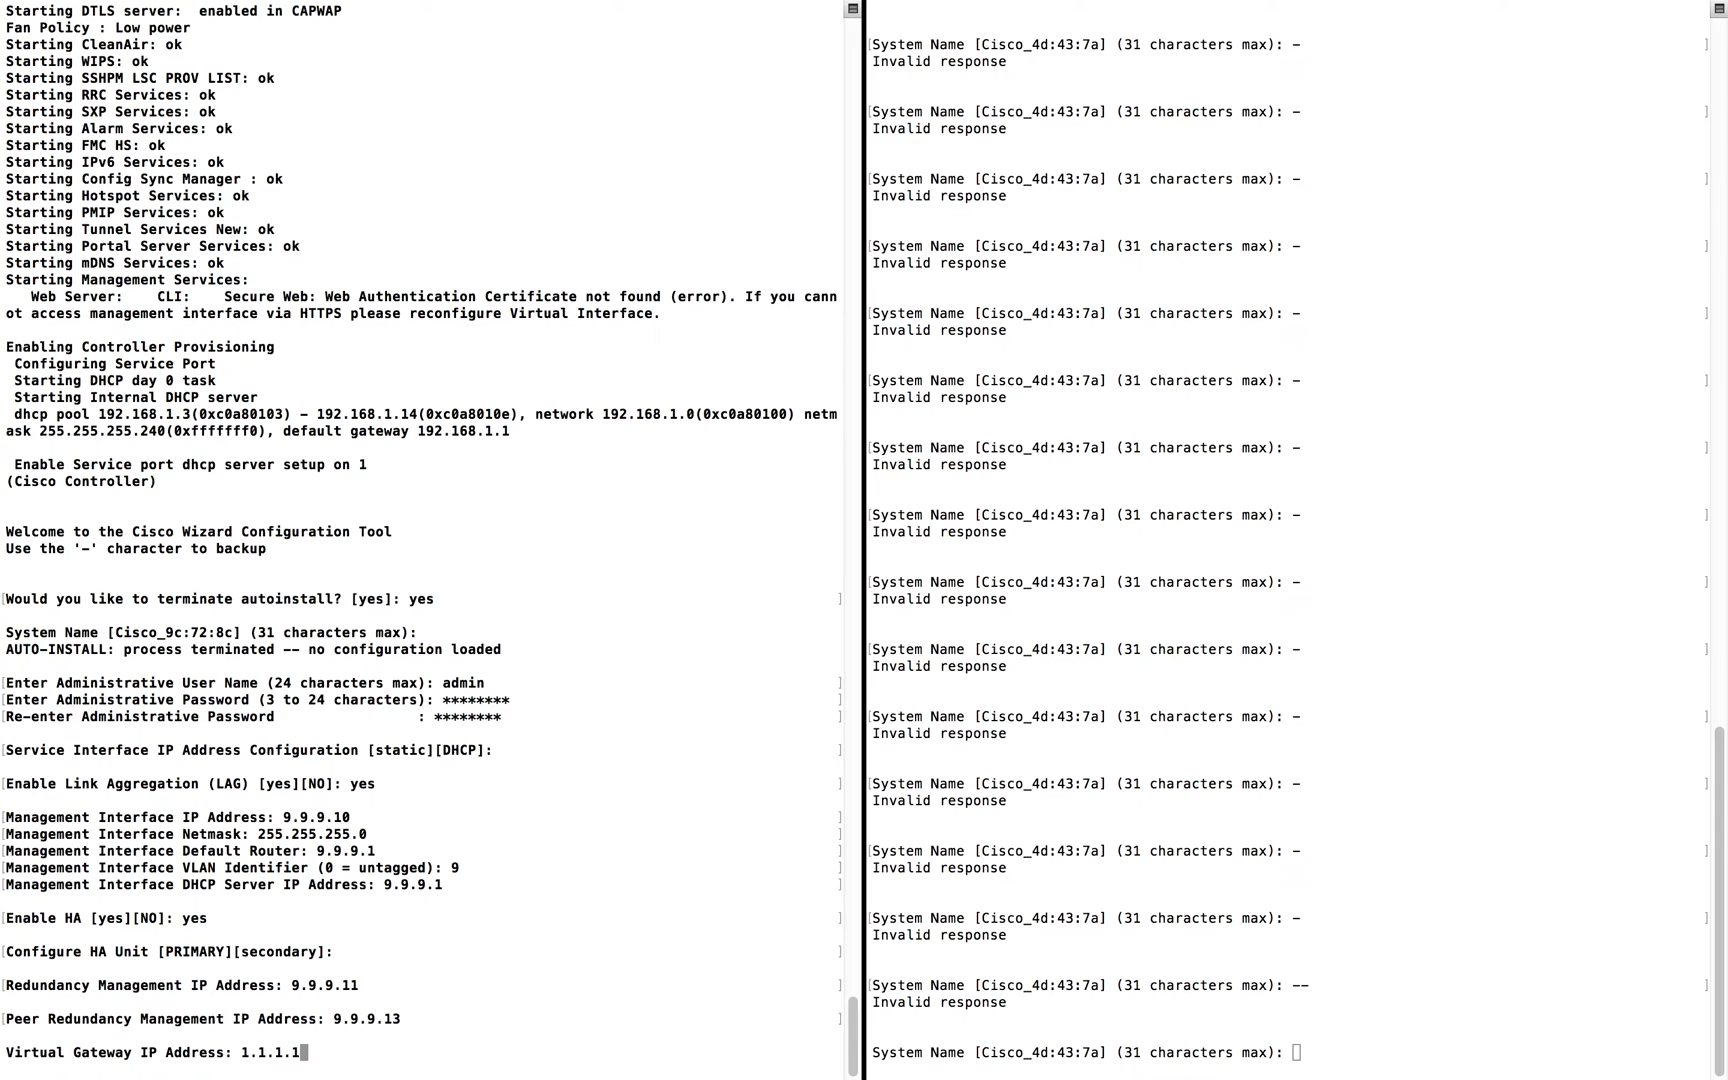 Starting DTLS server:  enabled in CAPWAP
Fan Policy : Low power
Starting CleanAir: ok
Starting WIPS: ok
Starting SSHPM LSC PROV LIST: ok
Starting RRC Services: ok
Starting SXP Services: ok
Starting Alarm Services: ok
Starting FMC HS: ok
Starting IPv6 Services: ok
Starting Config Sync Manager : ok
Starting Hotspot Services: ok
Starting PMIP Services: ok
Starting Tunnel Services New: ok
Starting Portal Server Services: ok
Starting mDNS Services: ok
Starting Management Services:
   Web Server:    CLI:    Secure Web: Web Authentication Certificate not found (error). If you cann
ot access management interface via HTTPS please reconfigure Virtual Interface.
Enabling Controller Provisioning
 Configuring Service Port
 Starting DHCP day 0 task
 Starting Internal DHCP server
 dhcp pool 192.168.1.3(0xc0a80103) – 192.168.1.14(0xc0a8010e), network 192.168.1.0(0xc0a80100) netm
ask 255.255.255.240(0xfffffff0), default gateway 192.168.1.1
 Enable Service port dhcp server setup on 1
(Cisco Controller)
Welcome to the Cisco Wizard Configuration Tool
Use the '-' character to backup
[Would you like to terminate autoinstall? [yes]: yes ]
System Name [Cisco_9c:72:8c] (31 characters max):
AUTO-INSTALL: process terminated -- no configuration loaded
[Enter Administrative User Name (24 characters max): admin ]
[Enter Administrative Password (3 to 24 characters): ******** ]
[Re-enter Administrative Password                 : ******** ]
[Service Interface IP Address Configuration [static][DHCP]: ]
[Enable Link Aggregation (LAG) [yes][NO]: yes ]
[Management Interface IP Address: 9.9.9.10 ]
[Management Interface Netmask: 255.255.255.0 ]
[Management Interface Default Router: 9.9.9.1 ]
[Management Interface VLAN Identifier (0 = untagged): 9 ]
[Management Interface DHCP Server IP Address: 9.9.9.1 ]
[Enable HA [yes][NO]: yes ]
[Configure HA Unit [PRIMARY][secondary]: ]
[Redundancy Management IP Address: 9.9.9.11 ]
[Peer Redundancy Management IP Address: 9.9.9.13 ]
Virtual Gateway IP Address: 1.1.1.1
[System Name [Cisco_4d:43:7a] (31 characters max): - ]
Invalid response
[System Name [Cisco_4d:43:7a] (31 characters max): - ]
Invalid response
[System Name [Cisco_4d:43:7a] (31 characters max): - ]
Invalid response
[System Name [Cisco_4d:43:7a] (31 characters max): - ]
Invalid response
[System Name [Cisco_4d:43:7a] (31 characters max): - ]
Invalid response
[System Name [Cisco_4d:43:7a] (31 characters max): - ]
Invalid response
[System Name [Cisco_4d:43:7a] (31 characters max): - ]
Invalid response
[System Name [Cisco_4d:43:7a] (31 characters max): - ]
Invalid response
[System Name [Cisco_4d:43:7a] (31 characters max): - ]
Invalid response
[System Name [Cisco_4d:43:7a] (31 characters max): - ]
Invalid response
[System Name [Cisco_4d:43:7a] (31 characters max): - ]
Invalid response
[System Name [Cisco_4d:43:7a] (31 characters max): - ]
Invalid response
[System Name [Cisco_4d:43:7a] (31 characters max): - ]
Invalid response
[System Name [Cisco_4d:43:7a] (31 characters max): - ]
Invalid response
[System Name [Cisco_4d:43:7a] (31 characters max): -- ]
Invalid response
System Name [Cisco_4d:43:7a] (31 characters max):